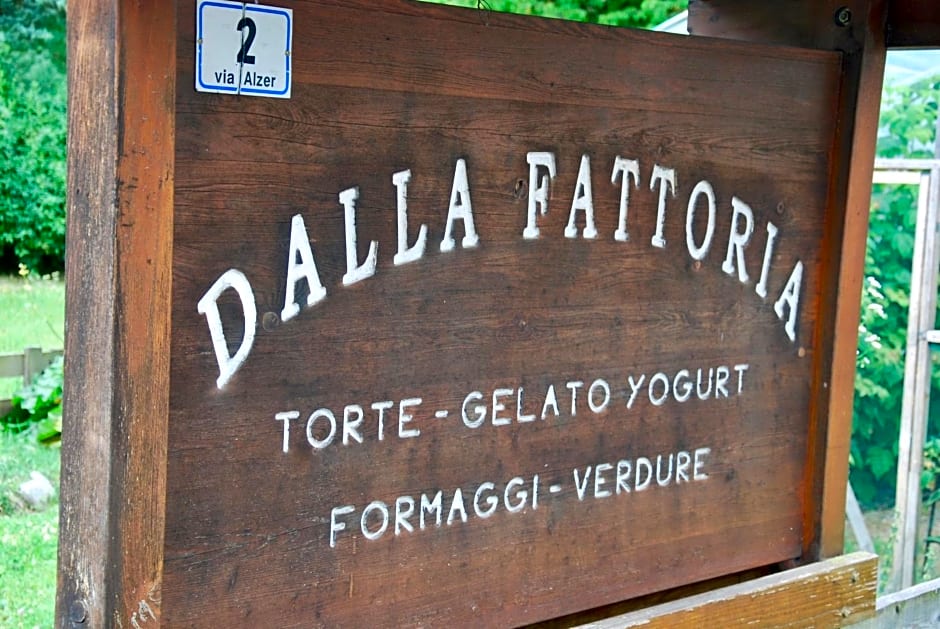 2
via Alzer
DALLA FATTORIA
TORTE - GELATO YOGURT
FORMAGGI - VERDURE